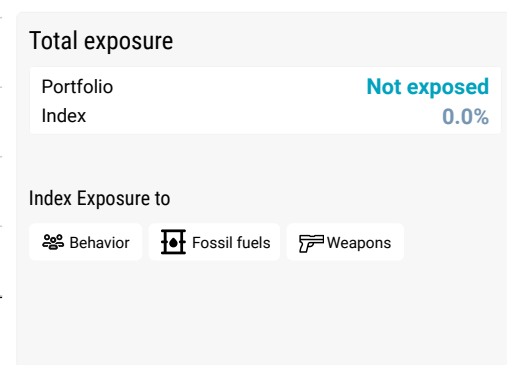 Total exposure
Portfolio Not exposed
Index 0.0%
Index Exposure to
Behavior Fossil fuels Weapons